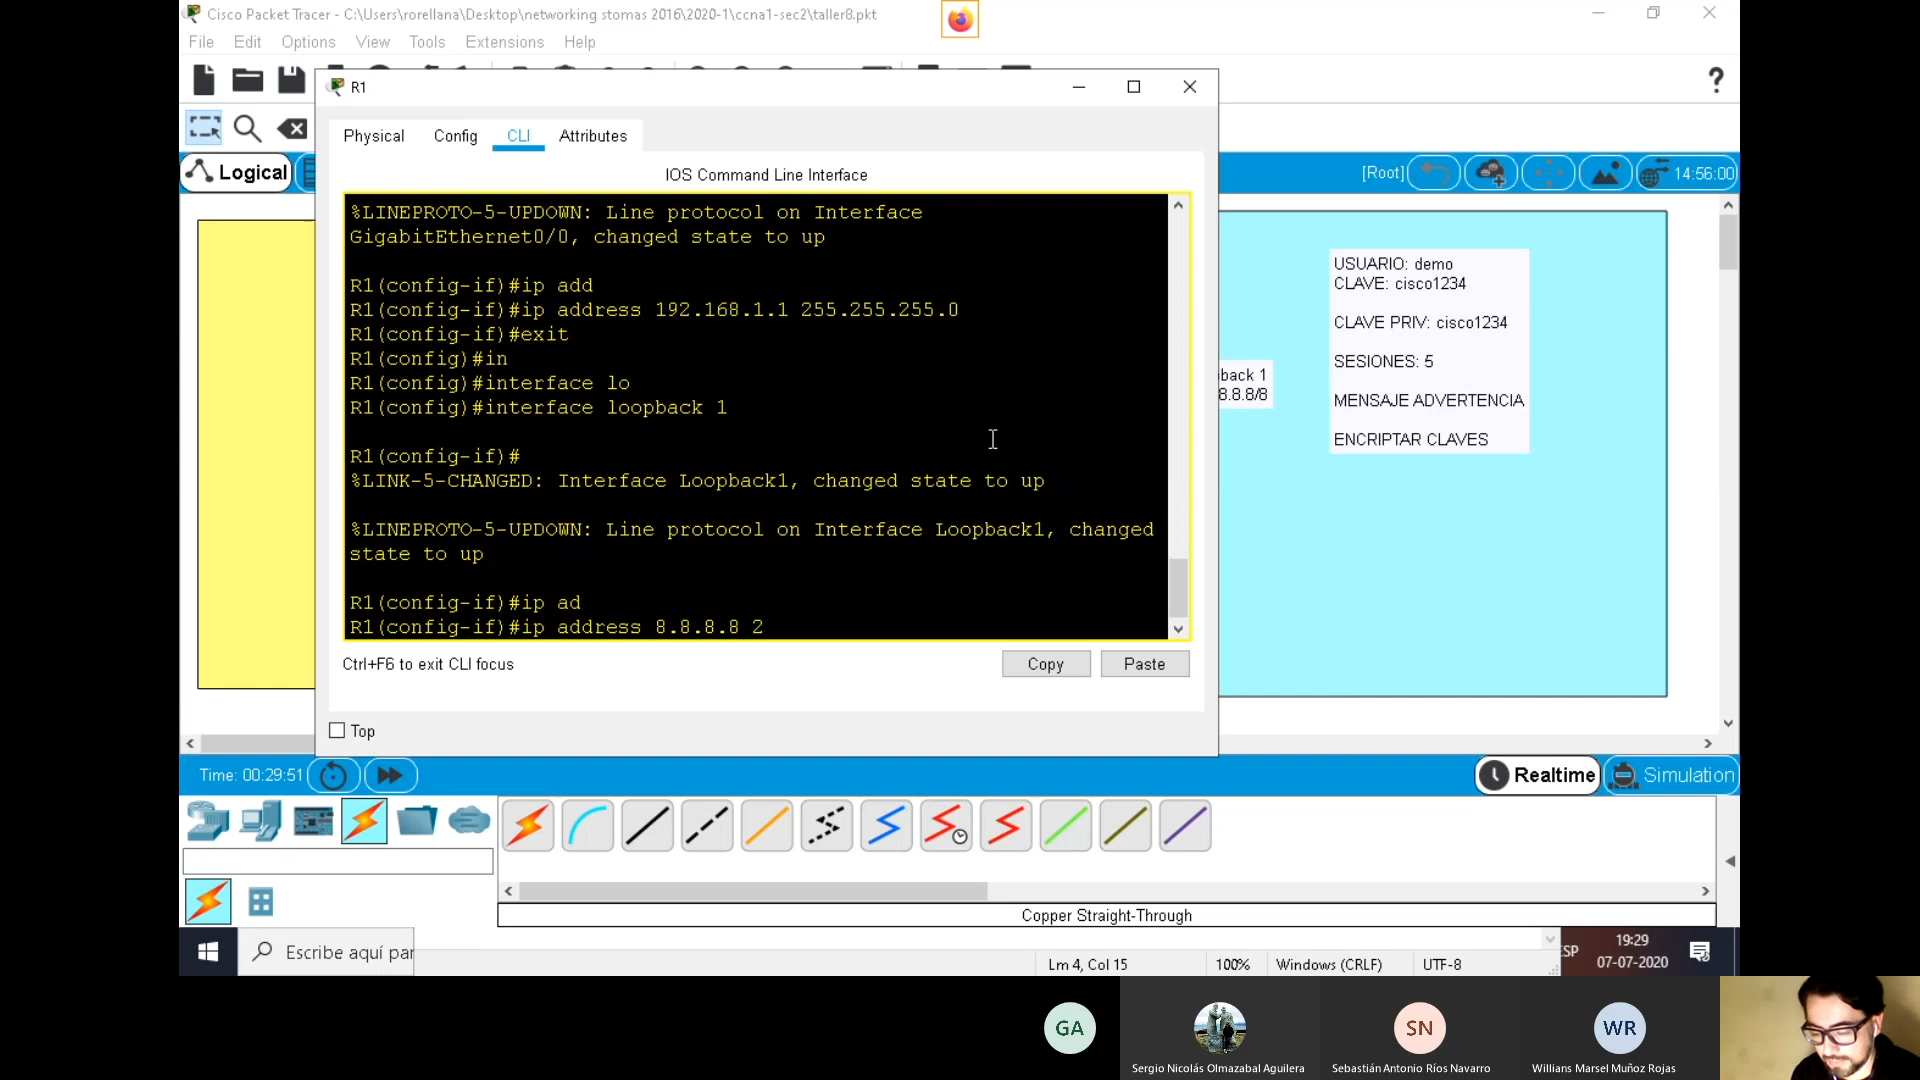 Cisco Packet Tracer - C:\Users\rorellana\Desktop\networking stomas 2016\2020-1\ccna1-sec2\taller8.pkt
File Edit Options View Tools Extensions Help
R1
Physical Config CLI Attributes
IOS Command Line Interface
Logical
[Root]
14:56:00
%LINEPROTO-5-UPDOWN: Line protocol on Interface
GigabitEthernet0/0, changed state to up
R1(config-if)#ip add
R1(config-if)#ip address 192.168.1.1 255.255.255.0
R1(config-if)#exit
R1(config)#in
R1(config)#interface lo
R1(config)#interface loopback 1
R1(config-if)#
%LINK-5-CHANGED: Interface Loopback1, changed state to up
%LINEPROTO-5-UPDOWN: Line protocol on Interface Loopback1, changed
state to up
R1(config-if)#ip ad
R1(config-if)#ip address 8.8.8.8 2
back 1
8.8.8/8
USUARIO: demo
CLAVE: cisco1234
CLAVE PRIV: cisco1234
SESIONES: 5
MENSAJE ADVERTENCIA
ENCRIPTAR CLAVES
Ctrl+F6 to exit CLI focus
Copy
Paste
Top
Time: 00:29:51
Realtime
Simulation
Copper Straight-Through
Escribe aquí par
Lm 4, Col 15
100%
Windows (CRLF)
UTF-8
ESP
19:29
07-07-2020
GA
SN
WR
Sergio Nicolás Olmazabal Aguilera
Sebastián Antonio Ríos Navarro
Willians Marsel Muñoz Rojas